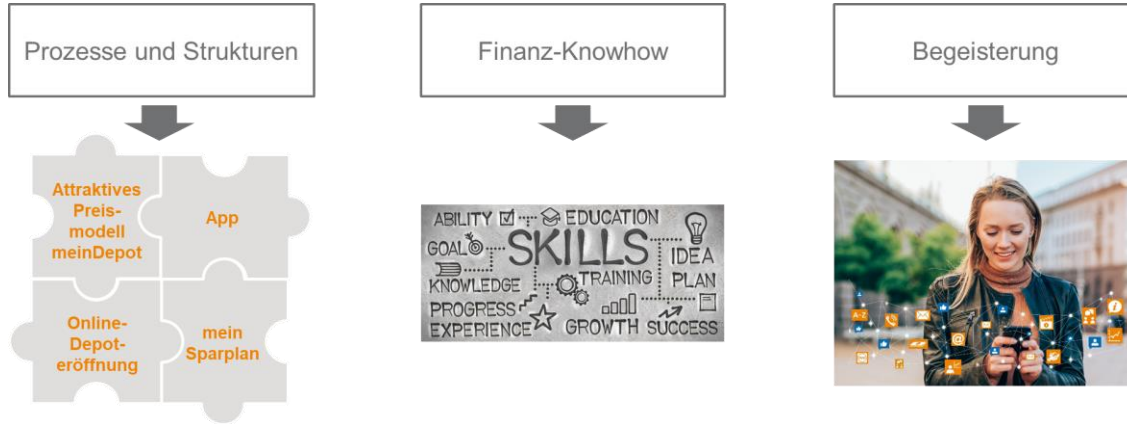 Prozesse und Strukturen
Finanz-Knowhow
Begeisterung
Attraktives
Preis-
modell
meinDepot
App
Online-
Depot-
eröffnung
mein
Sparplan
ABILITY
EDUCATION
GOAL
SKILLS
IDEA
KNOWLEDGE
TRAINING
PLAN
PROGRESS
EXPERIENCE
GROWTH
SUCCESS
A-Z
@
i